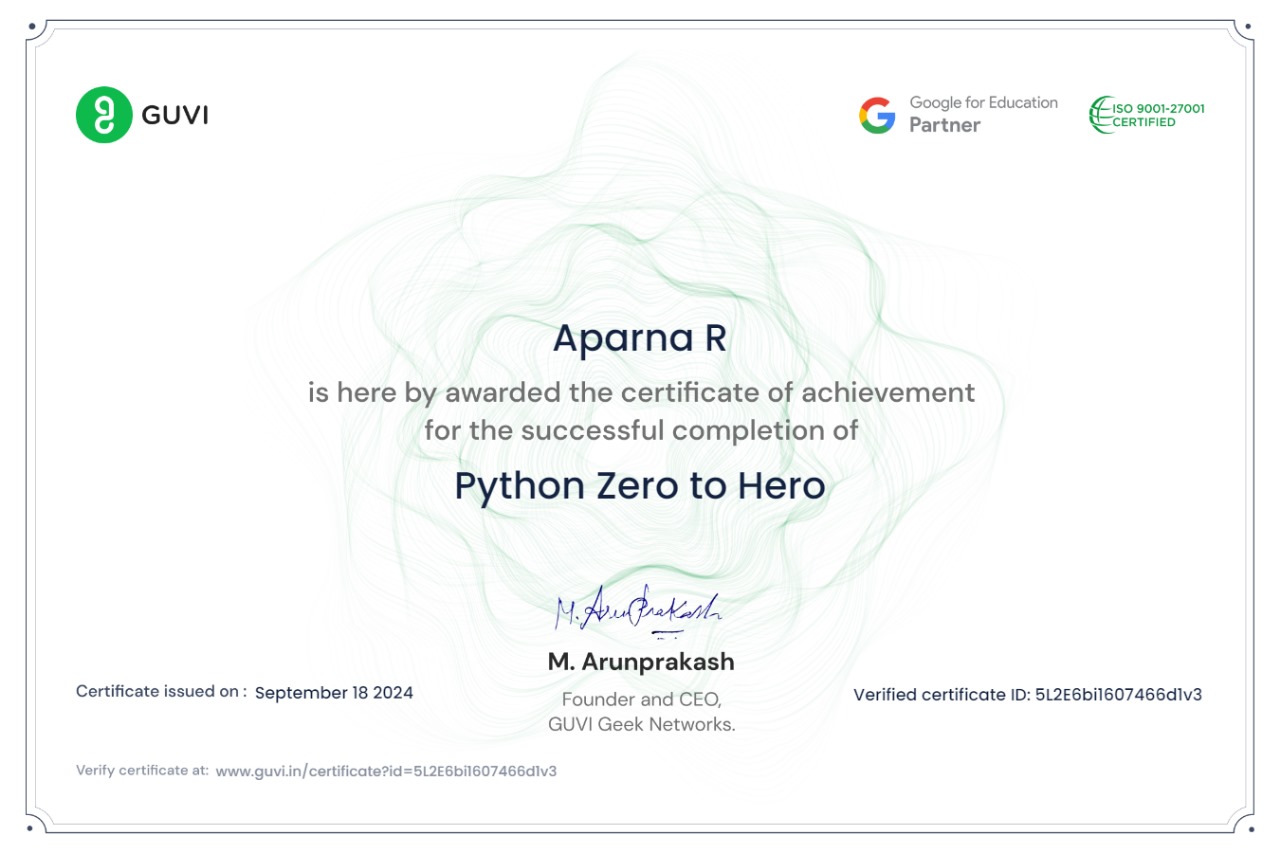 GUVI
Google for Education
Partner
ISO 9001-27001
CERTIFIED
Aparna R
is here by awarded the certificate of achievement
for the successful completion of
Python Zero to Hero
M. ArunPrakash
M. Arunprakash
Founder and CEO,
GUVI Geek Networks.
Certificate issued on : September 18 2024
Verified certificate ID: 5L2E6bi1607466d1v3
Verify certificate at: www.guvi.in/certificate?id=5L2E6bi1607466d1v3